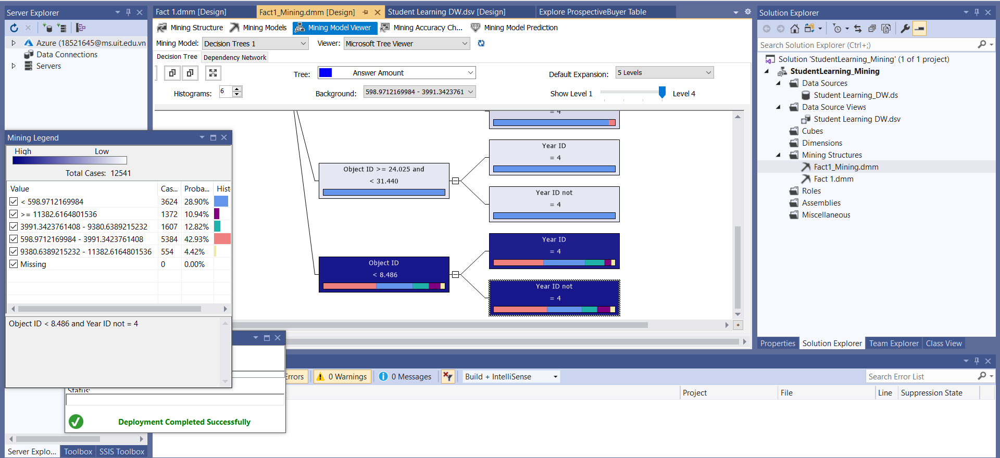 Server Explorer
Azure (18521645@ms.uit.edu.vn
Data Connections
Servers
Fact 1.dmm [Design]
Fact1_Mining.dmm [Design]
Student Learning DW.dsv [Design]
Explore ProspectiveBuyer Table
Mining Structure
Mining Models
Mining Model Viewer
Mining Accuracy Ch...
Mining Model Prediction
Mining Model:
Decision Trees 1
Viewer:
Microsoft Tree Viewer
Decision Tree
Dependency Network
Tree:
Answer Amount
Default Expansion:
5 Levels
Histograms:
6
Background:
598.9712169984 - 3991.3423761
Show Level 1
Level 4
= 4
Year ID
= 4
Object ID >= 24.025 and
< 31.440
Year ID not
= 4
Year ID
= 4
Object ID
< 8.486
Year ID not
= 4
Mining Legend
High
Low
Total Cases: 12541
Value
Cas...
Proba...
Hist
< 598.9712169984
3624
28.90%
>= 11382.6164801536
1372
10.94%
3991.3423761408 - 9380.6389215232
1607
12.82%
598.9712169984 - 3991.3423761408
5384
42.93%
9380.6389215232 - 11382.6164801536
554
4.42%
Missing
0
0.00%
Object ID < 8.486 and Year ID not = 4
Status:
Deployment Completed Successfully
Server Explo...
Toolbox
SSIS Toolbox
Errors
0 Warnings
0 Messages
Build + IntelliSense
Search Error List
Project
File
Line
Suppression State
Solution Explorer
Search Solution Explorer (Ctrl+;)
Solution 'StudentLearning_Mining' (1 of 1 project)
StudentLearning_Mining
Data Sources
Student Learning_DW.ds
Data Source Views
Student Learning DW.dsv
Cubes
Dimensions
Mining Structures
Fact1_Mining.dmm
Fact 1.dmm
Roles
Assemblies
Miscellaneous
Properties
Solution Explorer
Team Explorer
Class View